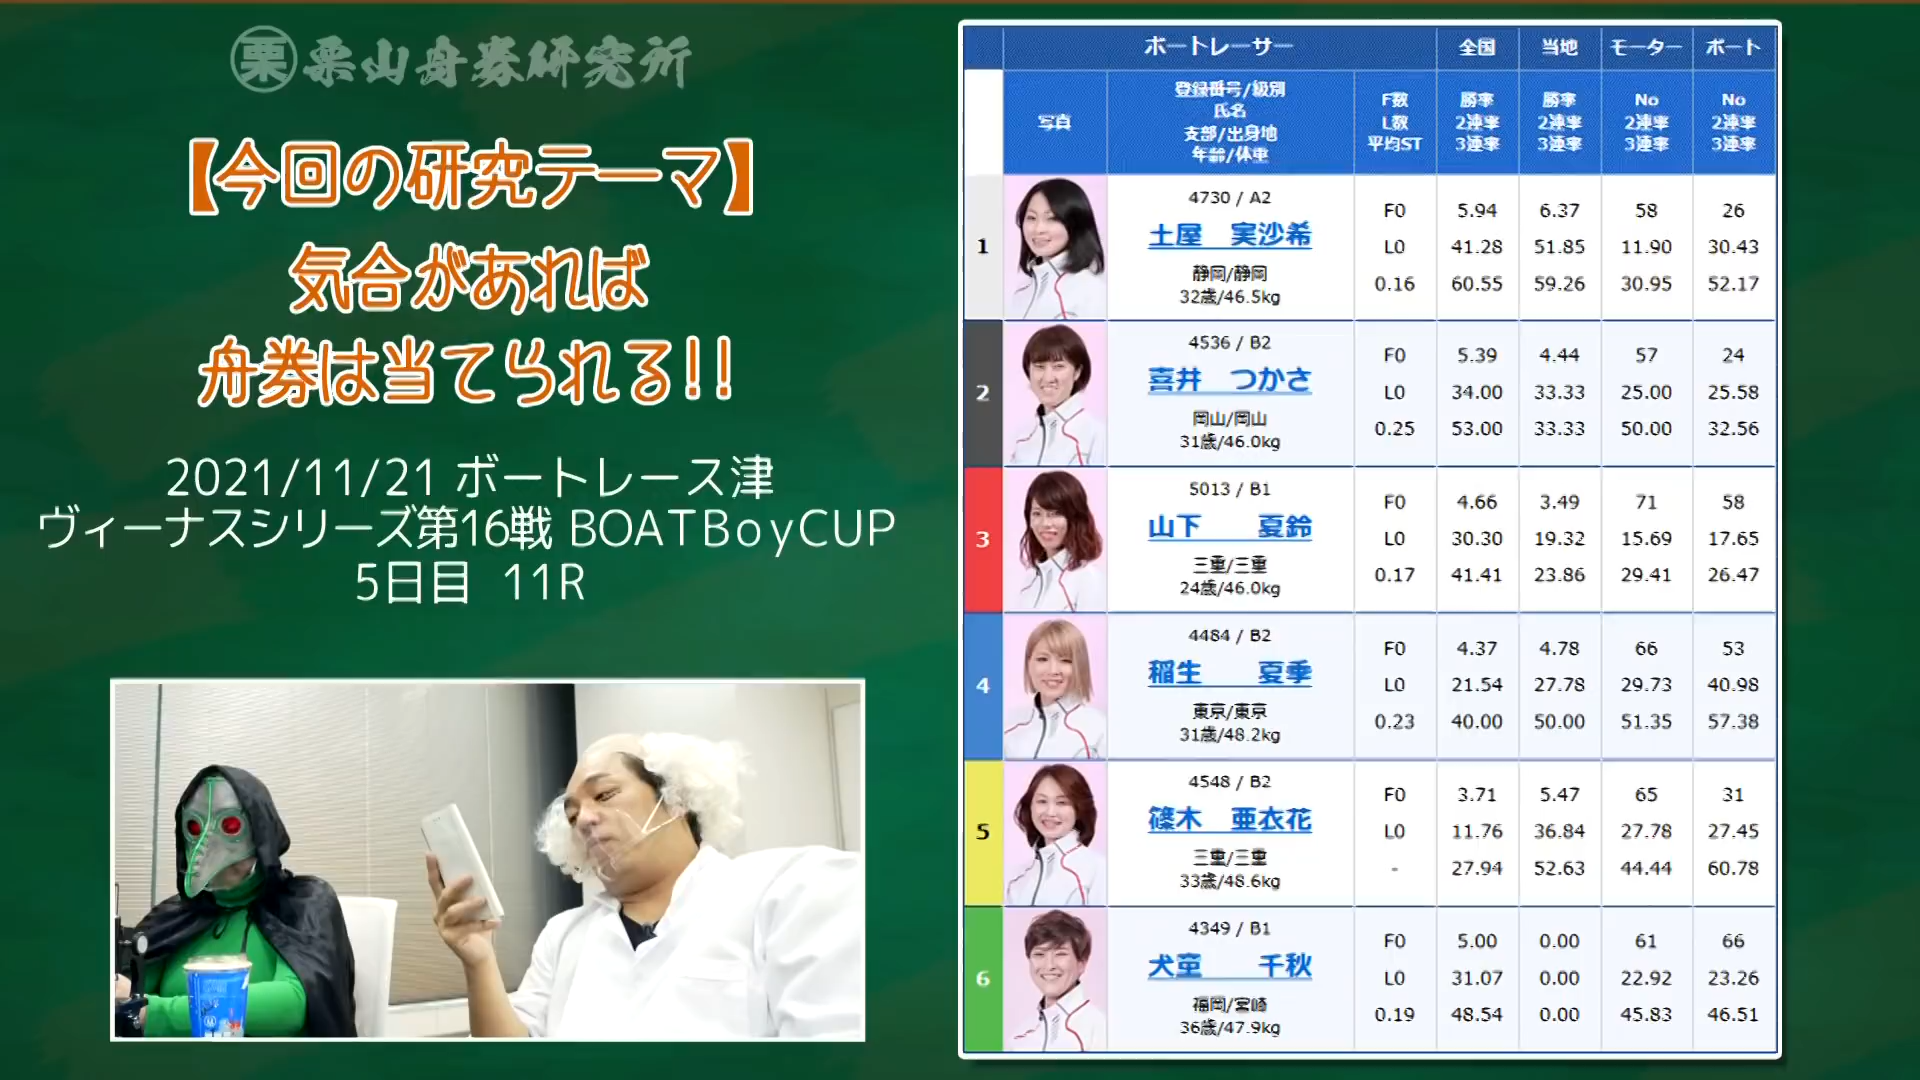 栗 栗山舟券研究所
【今回の研究テーマ】
気合があれば
舟券は当てられる!!
2021/11/21 ボートレース津
ヴィーナスシリーズ第16戦 BOATBoyCUP
5日目 11R
ボートレーサー 全国 当地 モーター ボート
写真
登録番号/級別
氏名
支部/出身地
年齢/体重
F数
L数
平均ST
勝率
2連率
3連率
勝率
2連率
3連率
No
2連率
3連率
No
2連率
3連率
1
4730 / A2
土屋 実沙希
静岡/静岡
32歳/46.5kg
F0 5.94 6.37 58 26
L0 41.28 51.85 11.90 30.43
0.16 60.55 59.26 30.95 52.17
2
4536 / B2
喜井 つかさ
岡山/岡山
31歳/46.0kg
F0 5.39 4.44 57 24
L0 34.00 33.33 25.00 25.58
0.25 53.00 33.33 50.00 32.56
3
5013 / B1
山下 夏鈴
三重/三重
24歳/46.0kg
F0 4.66 3.49 71 58
L0 30.30 19.32 15.69 17.65
0.17 41.41 23.86 29.41 26.47
4
4484 / B2
稲生 夏季
東京/東京
31歳/48.2kg
F0 4.37 4.78 66 53
L0 21.54 27.78 29.73 40.98
0.23 40.00 50.00 51.35 57.38
5
4548 / B2
篠木 亜衣花
三重/三重
33歳/48.6kg
F0 3.71 5.47 65 31
L0 11.76 36.84 27.78 27.45
- 27.94 52.63 44.44 60.78
6
4349 / B1
犬童 千秋
福岡/宮崎
36歳/47.9kg
F0 5.00 0.00 61 66
L0 31.07 0.00 22.92 23.26
0.19 48.54 0.00 45.83 46.51